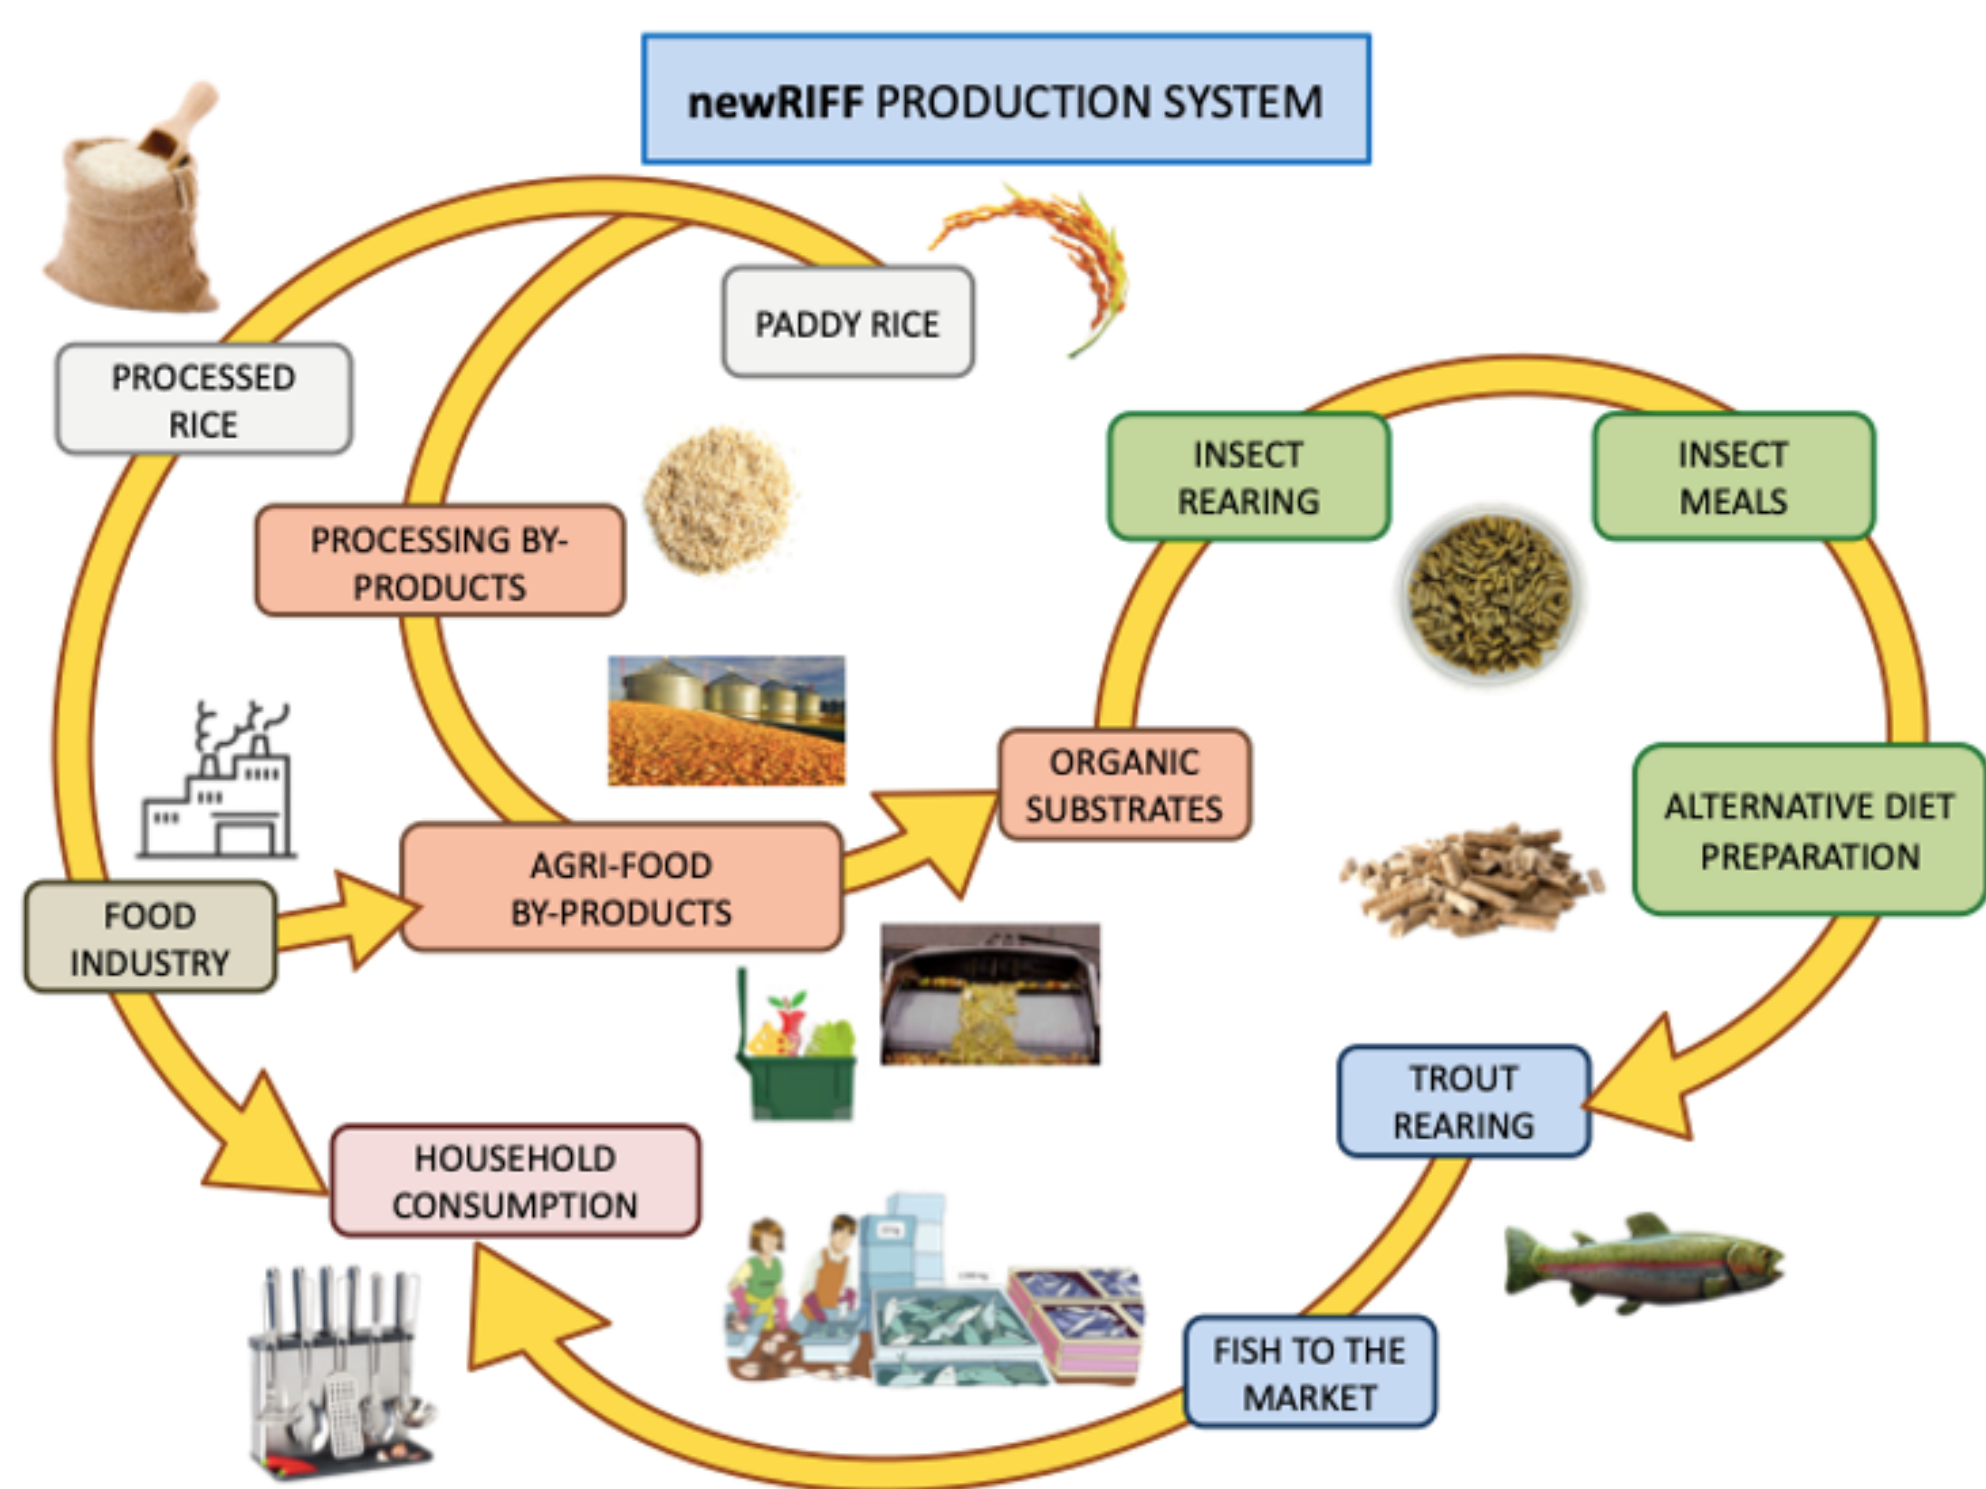 newRIFF PRODUCTION SYSTEM
PADDY RICE
PROCESSED
RICE
PROCESSING BY-
PRODUCTS
INSECT
REARING
INSECT
MEALS
ORGANIC
SUBSTRATES
ALTERNATIVE DIET
PREPARATION
AGRI-FOOD
BY-PRODUCTS
FOOD
INDUSTRY
TROUT
REARING
HOUSEHOLD
CONSUMPTION
FISH TO THE
MARKET